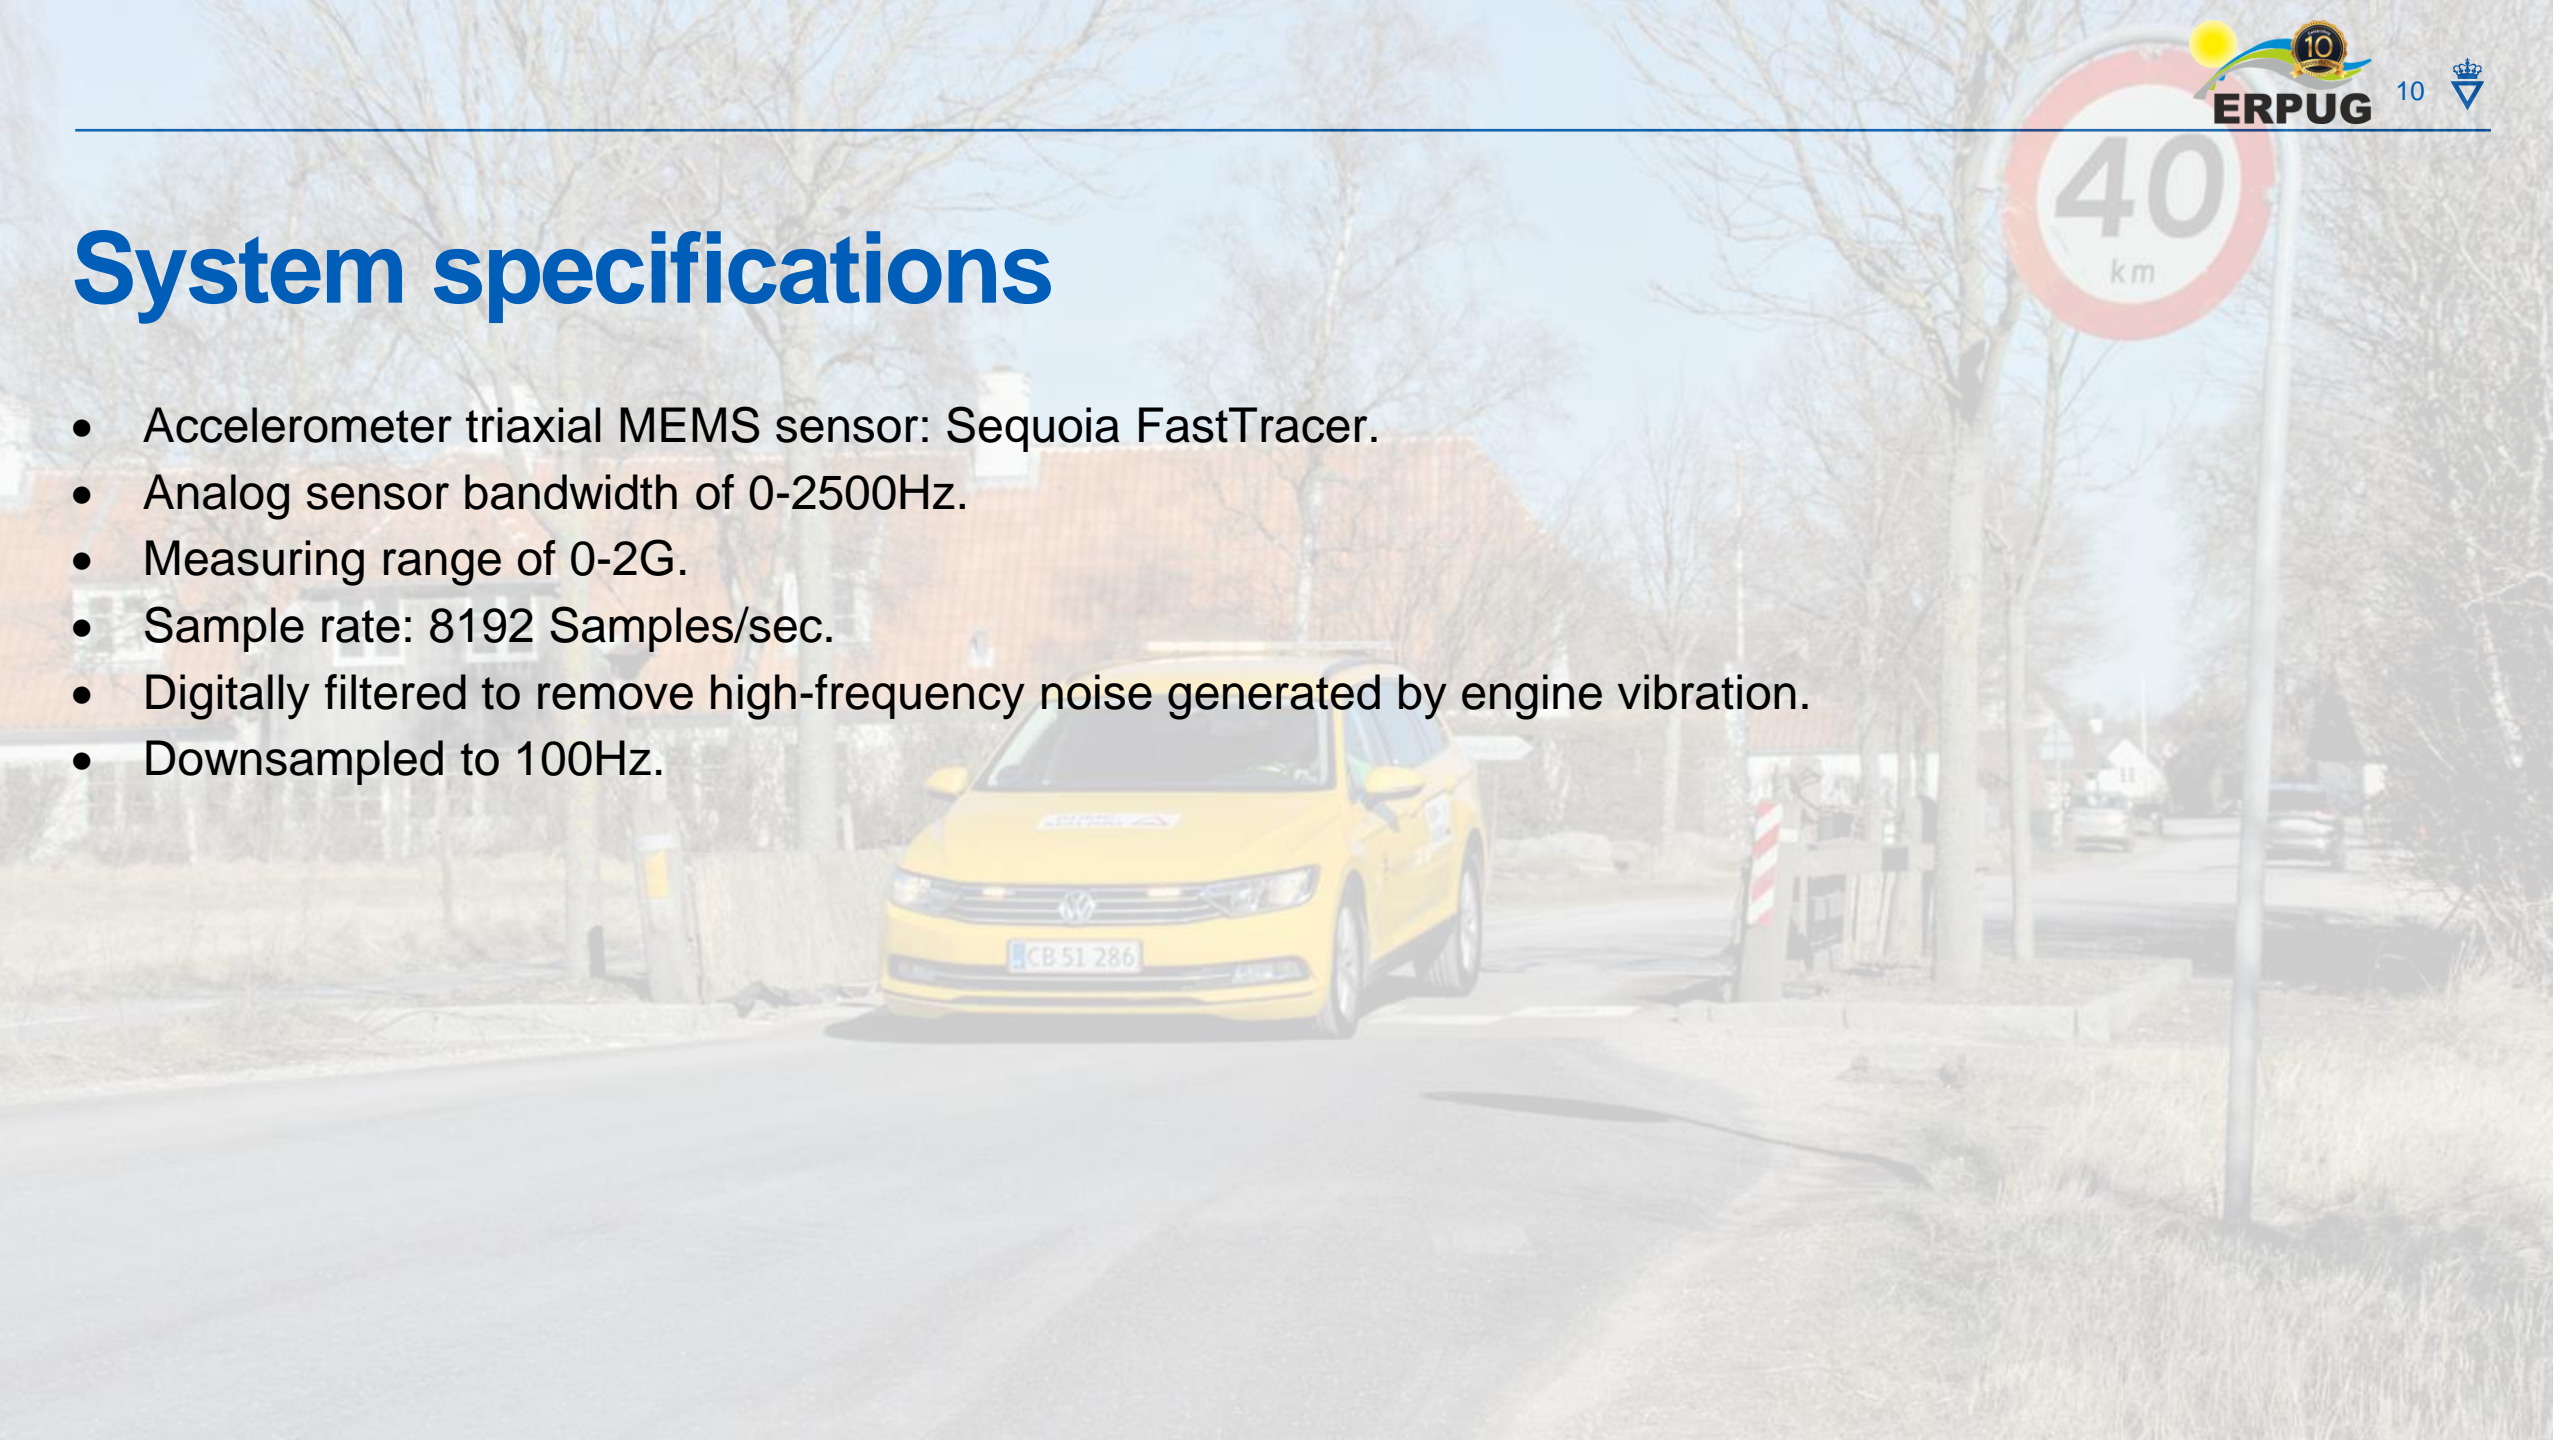 10
ERPUG
10
40
km
System specifications
• Accelerometer triaxial MEMS sensor: Sequoia FastTracer.
• Analog sensor bandwidth of 0-2500Hz.
• Measuring range of 0-2G.
• Sample rate: 8192 Samples/sec.
• Digitally filtered to remove high-frequency noise generated by engine vibration.
• Downsampled to 100Hz.
CB 51 286